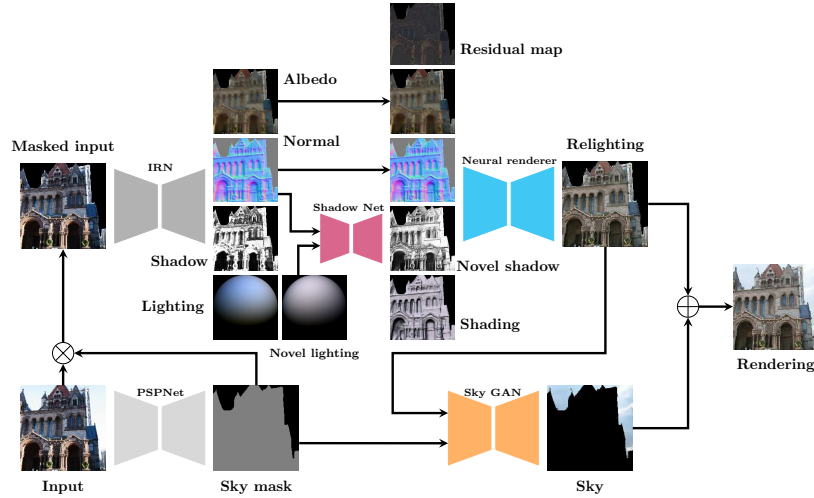 Residual map
Albedo
Masked input
Normal
Relighting
IRN
Neural renderer
Shadow Net
Shadow
Novel shadow
Lighting
Shading
Novel lighting
Rendering
PSPNet
Sky GAN
Input
Sky mask
Sky